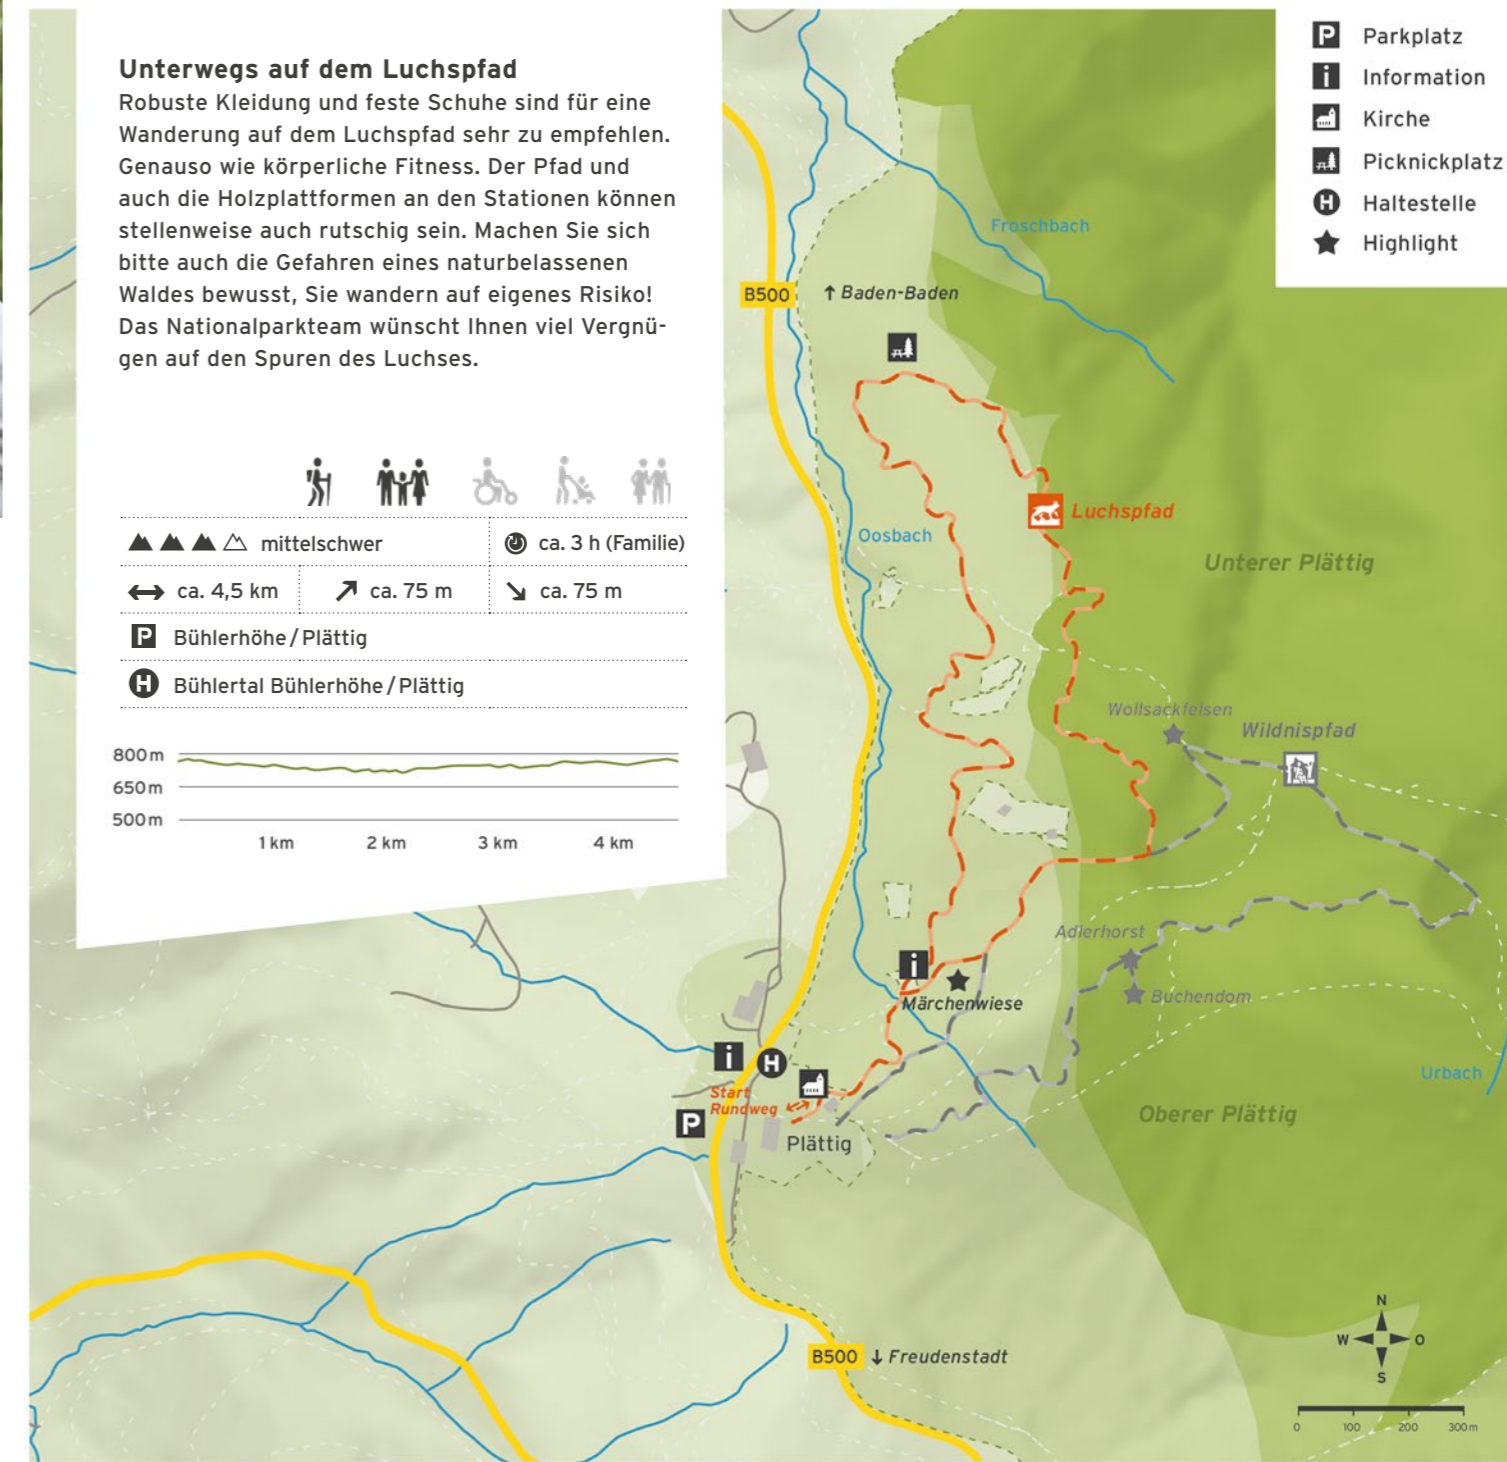 Unterwegs auf dem Luchspfad
Robuste Kleidung und feste Schuhe sind für eine
Wanderung auf dem Luchspfad sehr zu empfehlen.
Genauso wie körperliche Fitness. Der Pfad und
auch die Holzplattformen an den Stationen können
stellenweise auch rutschig sein. Machen Sie sich
bitte auch die Gefahren eines naturbelassenen
Waldes bewusst, Sie wandern auf eigenes Risiko!
Das Nationalparkteam wünscht Ihnen viel Vergnü-
gen auf den Spuren des Luchses.
mittelschwer
ca. 3 h (Familie)
ca. 4,5 km
ca. 75 m
ca. 75 m
P Bühlerhöhe / Plättig
H Bühlertal Bühlerhöhe / Plättig
800 m
650 m
500 m
1 km 2 km 3 km 4 km
P Parkplatz
i Information
Kirche
Picknickplatz
H Haltestelle
Highlight
Froschbach
B500
↑ Baden-Baden
Luchspfad
Oosbach
Unterer Plättig
Wollsackfelsen
Wildnispfad
Adlerhorst
i
Märchenwiese
Buchendom
i
H
Start
Rundweg
P
Plättig
Urbach
Oberer Plättig
B500
↓ Freudenstadt
N
W O
S
0 100 200 300 m